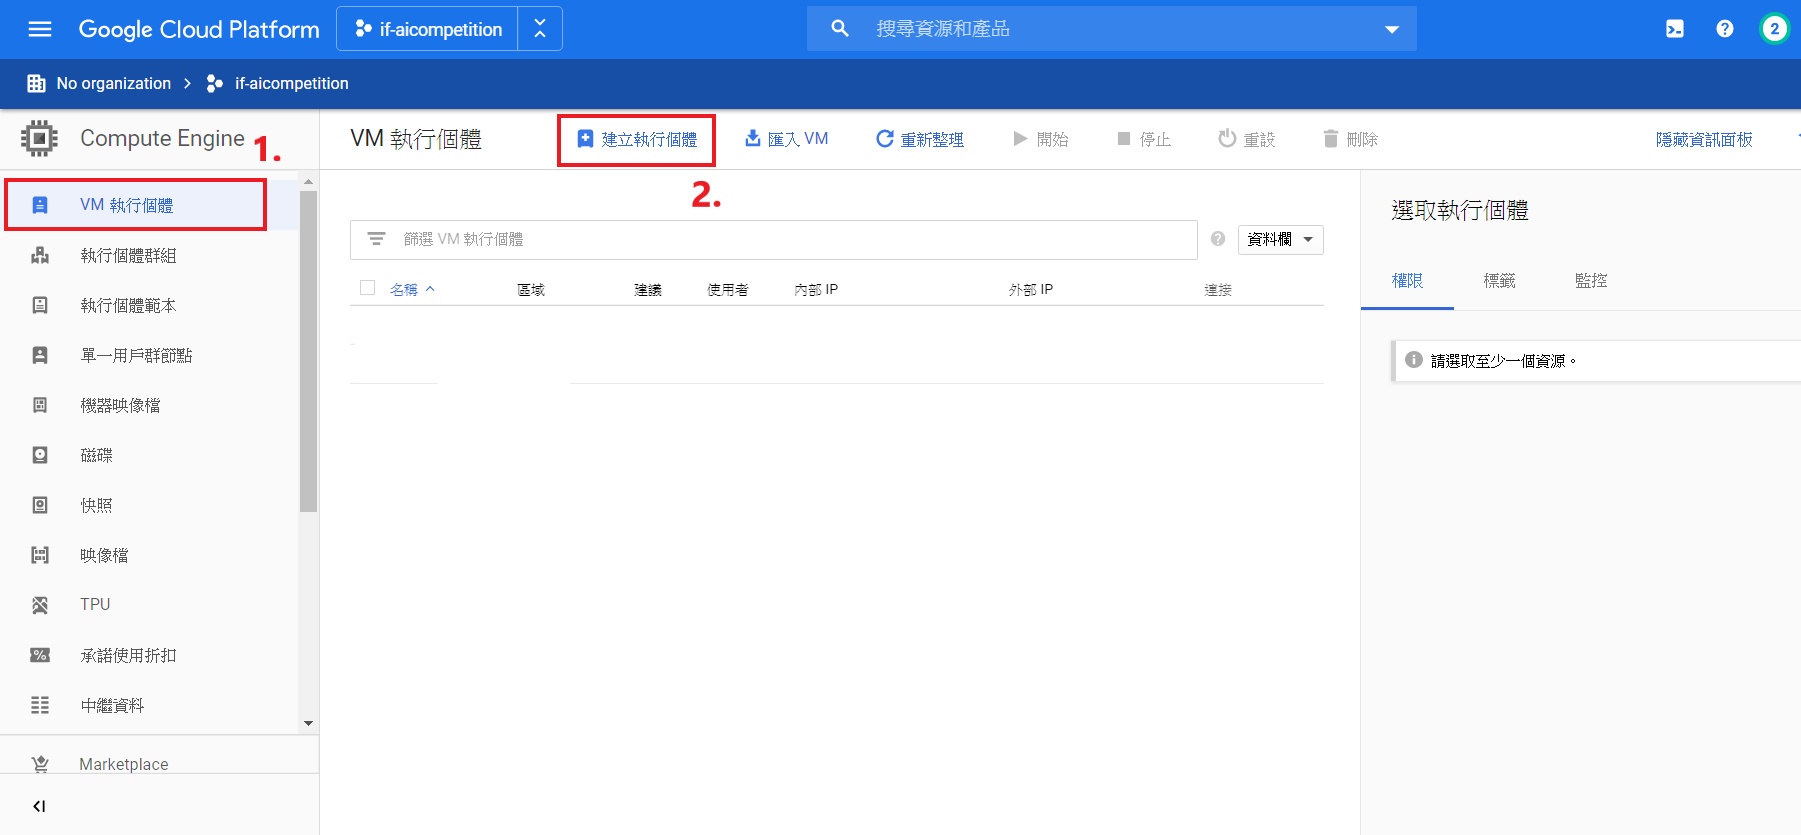 Google Cloud Platform
if-aicompetition
搜尋資源和產品
2
No organization
if-aicompetition
Compute Engine
1.
VM 執行個體
建立執行個體
匯入 VM
重新整理
開始
停止
重設
刪除
隱藏資訊面板
2.
VM 執行個體
執行個體群組
執行個體範本
單一用戶群節點
機器映像檔
磁碟
快照
映像檔
TPU
承諾使用折扣
中繼資料
Marketplace
篩選 VM 執行個體
資料欄
名稱
區域
建議
使用者
內部 IP
外部 IP
連接
選取執行個體
權限
標籤
監控
請選取至少一個資源。